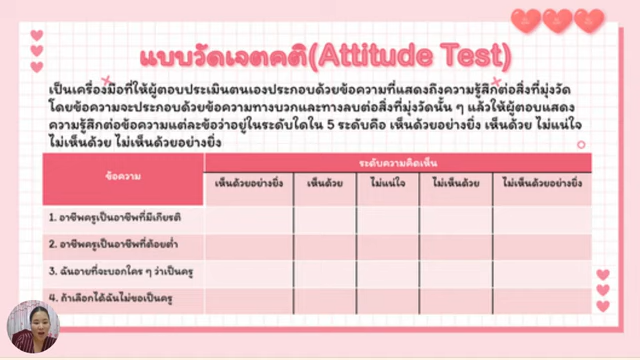 แบบวัดเจตคติ(Attitude Test)
เป็นเครื่องมือที่ให้ผู้ตอบประเมินตนเองประกอบด้วยข้อความที่แสดงถึงความรู้สึกต่อสิ่งที่มุ่งวัด
โดยข้อความจะประกอบด้วยข้อความทางบวกและทางลบต่อสิ่งที่มุ่งวัดนั้น ๆ แล้วให้ผู้ตอบแสดง
ความรู้สึกต่อข้อความแต่ละข้อว่าอยู่ในระดับใดใน 5 ระดับคือ เห็นด้วยอย่างยิ่ง เห็นด้วย ไม่แน่ใจ
ไม่เห็นด้วย ไม่เห็นด้วยอย่างยิ่ง
ข้อความ
ระดับความคิดเห็น
เห็นด้วยอย่างยิ่ง เห็นด้วย ไม่แน่ใจ ไม่เห็นด้วย ไม่เห็นด้วยอย่างยิ่ง
1. อาชีพครูเป็นอาชีพที่มีเกียรติ
2. อาชีพครูเป็นอาชีพที่ต้อยต่ำ
3. ฉันอายที่จะบอกใคร ๆ ว่าเป็นครู
4. ถ้าเลือกได้ฉันไม่ขอเป็นครู